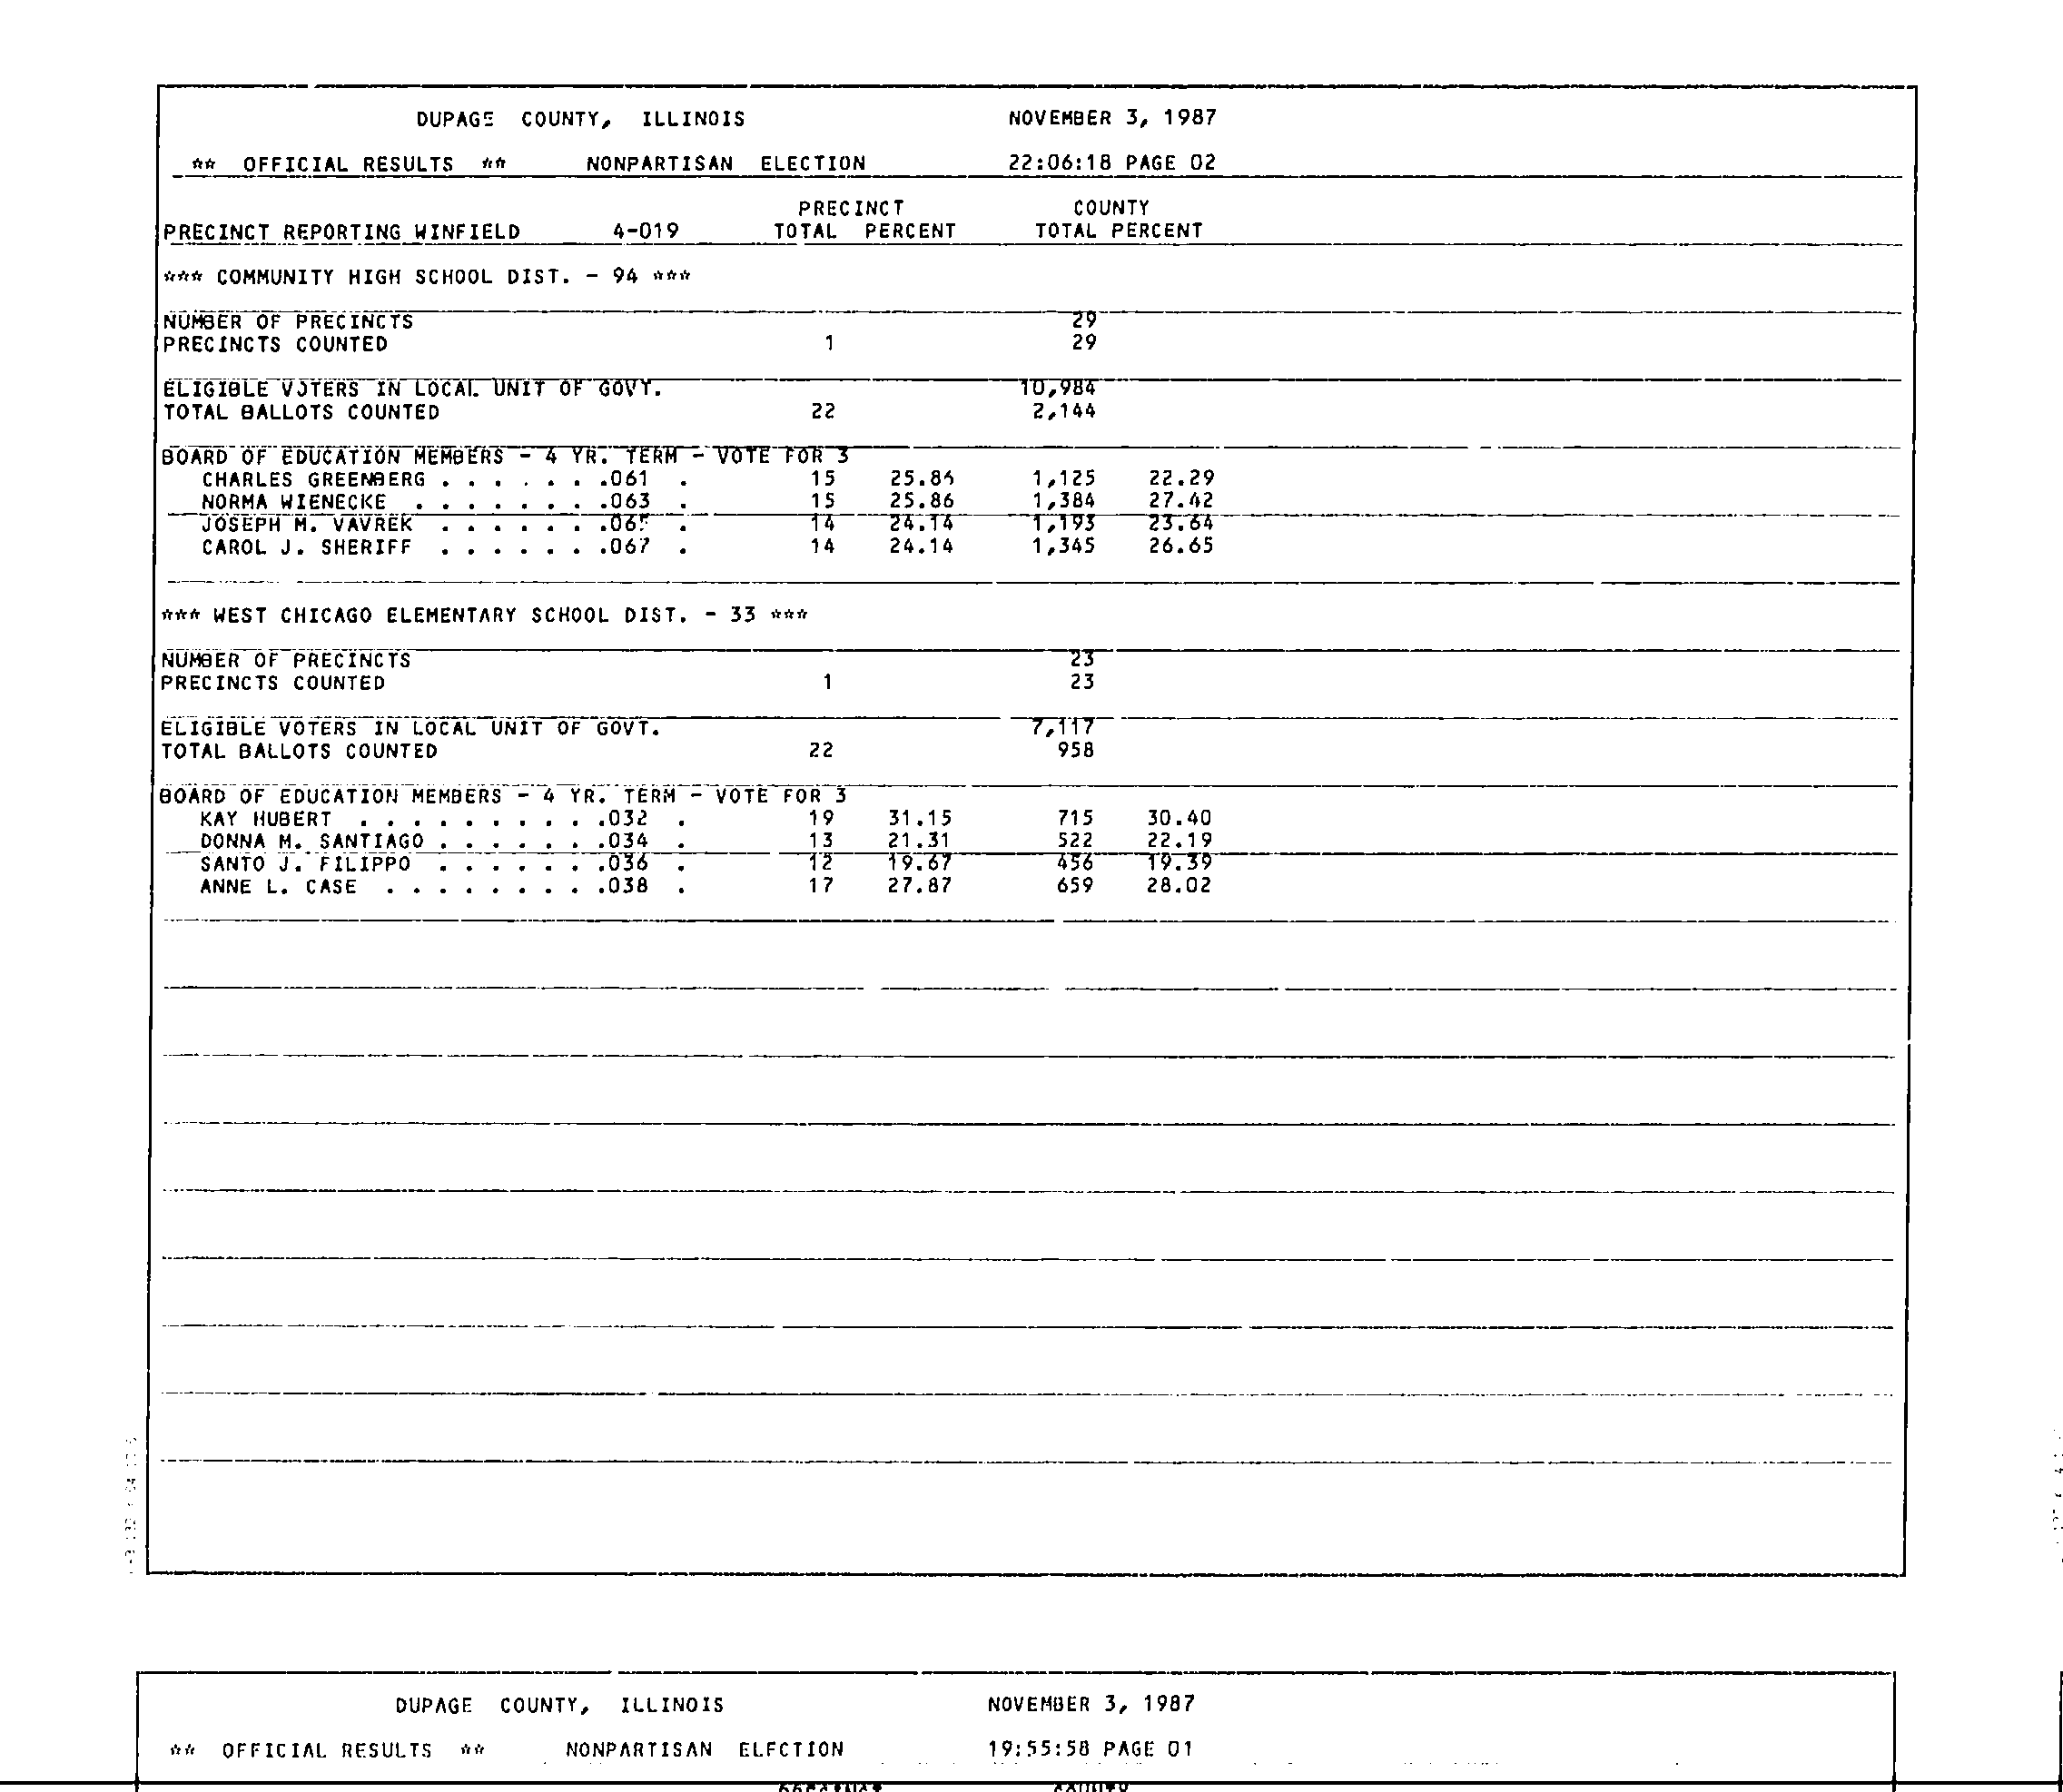 DUPAGE COUNTY, ILLINOIS NOVEMBER 3, 1987
** OFFICIAL RESULTS ** NONPARTISAN ELECTION 22:06:18 PAGE 02
PRECINCT COUNTY
PRECINCT REPORTING WINFIELD 4-019 TOTAL PERCENT TOTAL PERCENT
*** COMMUNITY HIGH SCHOOL DIST. - 94 ***
NUMBER OF PRECINCTS 29
PRECINCTS COUNTED 1 29
ELIGIBLE VOTERS IN LOCAL UNIT OF GOVT. 10,984
TOTAL BALLOTS COUNTED 22 2,144
BOARD OF EDUCATION MEMBERS - 4 YR. TERM - VOTE FOR 3
CHARLES GREENBERG . . . . . . .061 . 15 25.86 1,125 22.29
NORMA WIENECKE . . . . . . . .063 . 15 25.86 1,384 27.42
JOSEPH M. VAVREK . . . . . . .065 . 14 24.14 1,193 23.64
CAROL J. SHERIFF . . . . . . .067 . 14 24.14 1,345 26.65
*** WEST CHICAGO ELEMENTARY SCHOOL DIST. - 33 ***
NUMBER OF PRECINCTS 23
PRECINCTS COUNTED 1 23
ELIGIBLE VOTERS IN LOCAL UNIT OF GOVT. 7,117
TOTAL BALLOTS COUNTED 22 958
BOARD OF EDUCATION MEMBERS - 4 YR. TERM - VOTE FOR 3
KAY HUBERT . . . . . . . . . .032 . 19 31.15 715 30.40
DONNA M. SANTIAGO . . . . . . .034 . 13 21.31 522 22.19
SANTO J. FILIPPO . . . . . . .036 . 12 19.67 456 19.39
ANNE L. CASE . . . . . . . . .038 . 17 27.87 659 28.02
DUPAGE COUNTY, ILLINOIS NOVEMBER 3, 1987
** OFFICIAL RESULTS ** NONPARTISAN ELECTION 19:55:58 PAGE 01